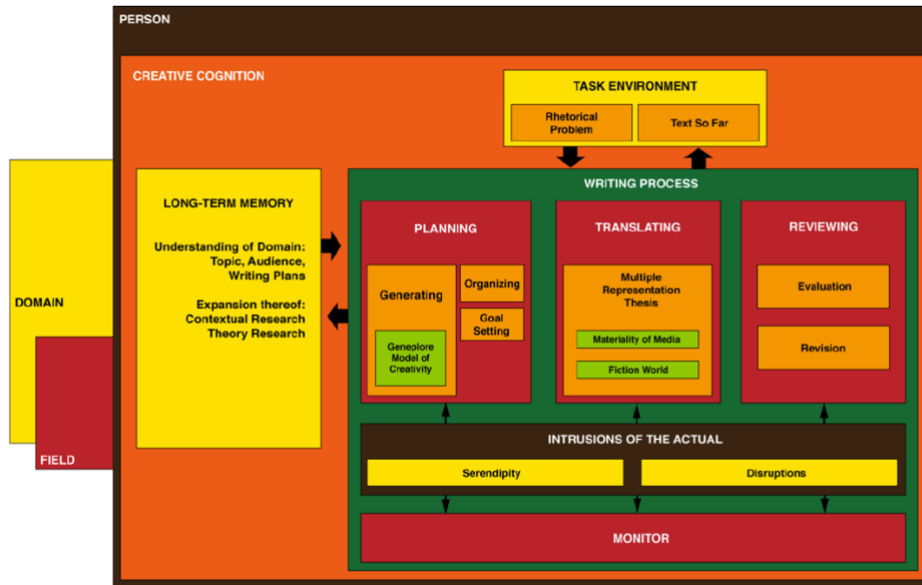 PERSON
CREATIVE COGNITION
TASK ENVIRONMENT
Rhetorical
Problem
Text So Far
DOMAIN
FIELD
LONG-TERM MEMORY
Understanding of Domain:
Topic, Audience,
Writing Plans
Expansion thereof:
Contextual Research
Theory Research
WRITING PROCESS
PLANNING
Generating
Geneplore
Model of
Creativity
Organizing
Goal
Setting
TRANSLATING
Multiple
Representation
Thesis
Materiality of Media
Fiction World
REVIEWING
Evaluation
Revision
INTRUSIONS OF THE ACTUAL
Serendipity
Disruptions
MONITOR